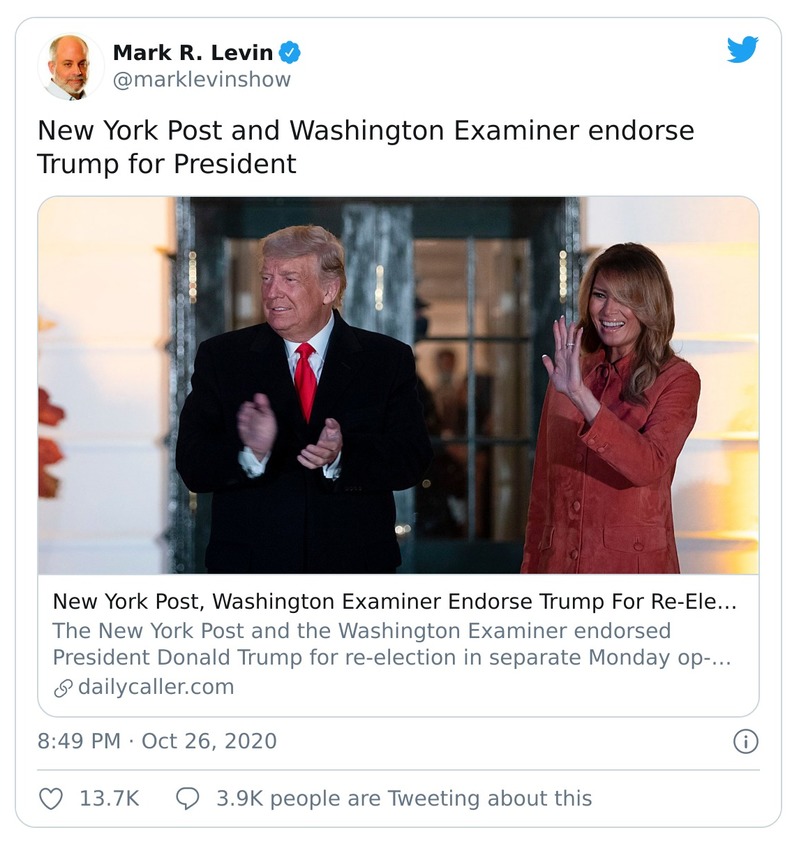 Mark R. Levin
@marklevinshow
New York Post and Washington Examiner endorse
Trump for President
New York Post, Washington Examiner Endorse Trump For Re-Ele...
The New York Post and the Washington Examiner endorsed
President Donald Trump for re-election in separate Monday op-...
dailycaller.com
8:49 PM · Oct 26, 2020
13.7K 3.9K people are Tweeting about this